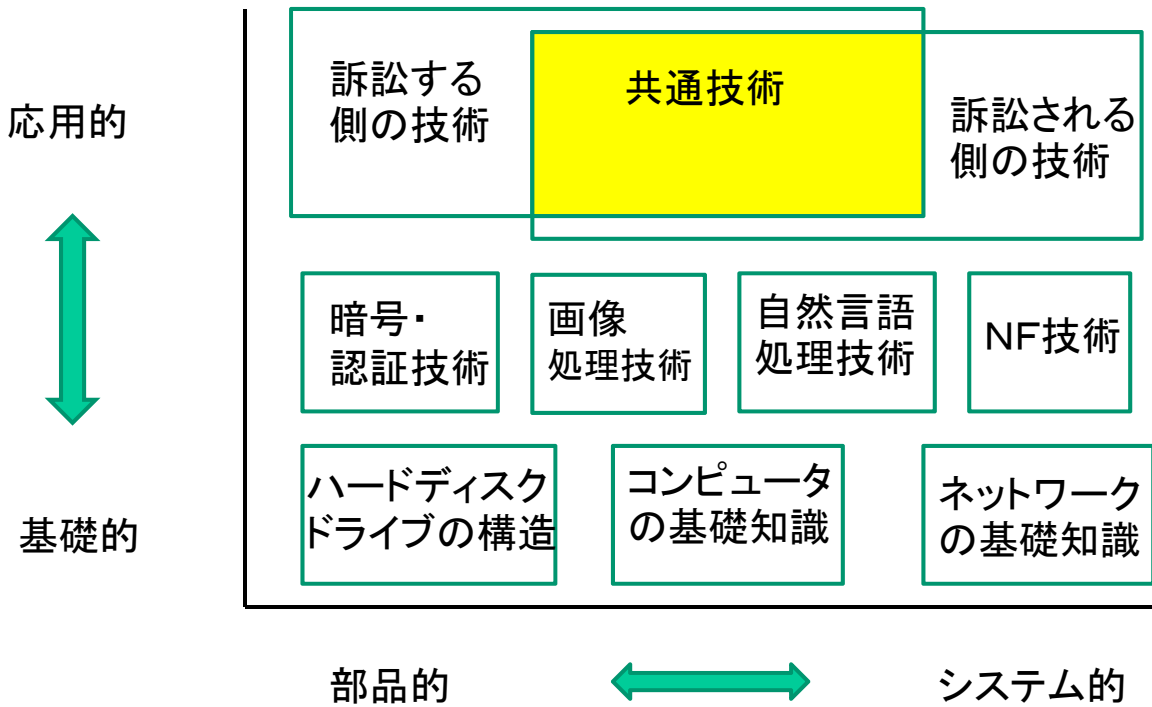 応用的
訴訟する
側の技術
共通技術
訴訟される
側の技術
暗号・
認証技術
画像
処理技術
自然言語
処理技術
NF技術
基礎的
ハードディスク
ドライブの構造
コンピュータ
の基礎知識
ネットワーク
の基礎知識
部品的
システム的